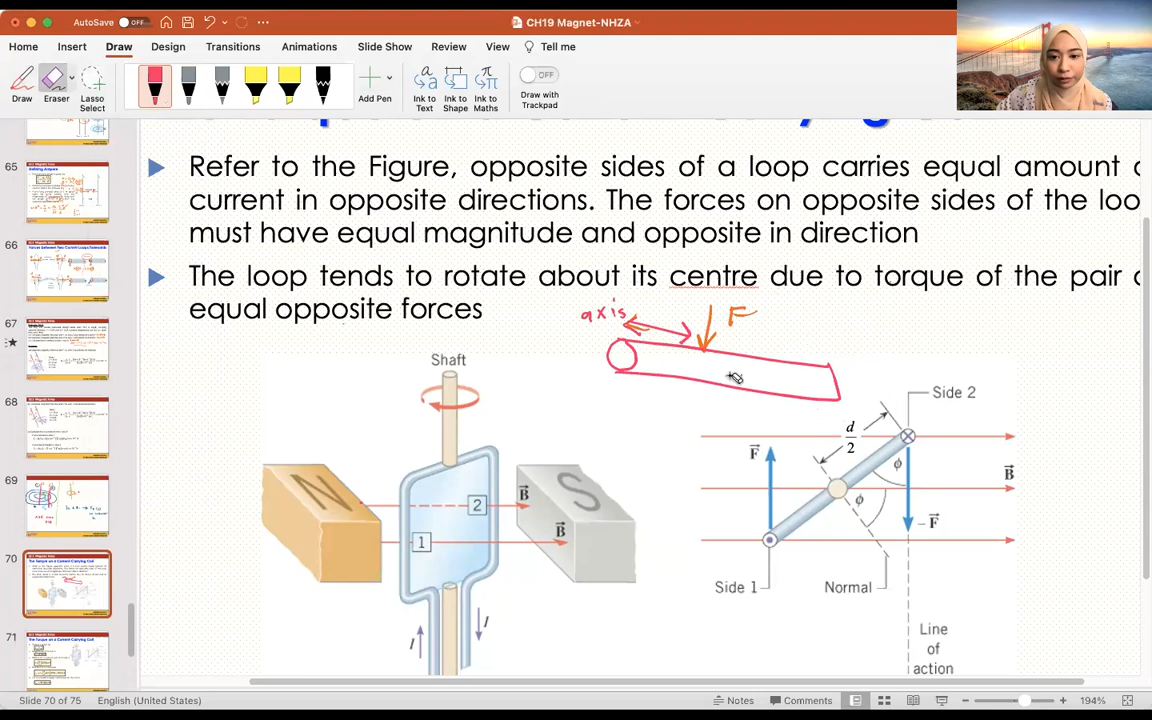 AutoSave OFF
CH19 Magnet-NHZA
Home Insert Draw Design Transitions Animations Slide Show Review View Tell me
Draw Eraser Lasso Select Add Pen Ink to Text Ink to Shape Ink to Maths Draw with Trackpad
OFF
Refer to the Figure, opposite sides of a loop carries equal amount
current in opposite directions. The forces on opposite sides of the loo
must have equal magnitude and opposite in direction
The loop tends to rotate about its centre due to torque of the pair
equal opposite forces
axis
F
Shaft
N
S
B
B
2
1
I
I
Side 2
d/2
F
ϕ
B
ϕ
– F
Side 1
Normal
Line
of
action
65
66
67
68
69
70
71
The Torque on a Current Carrying Coil
Slide 70 of 75 English (United States) Notes Comments 194%